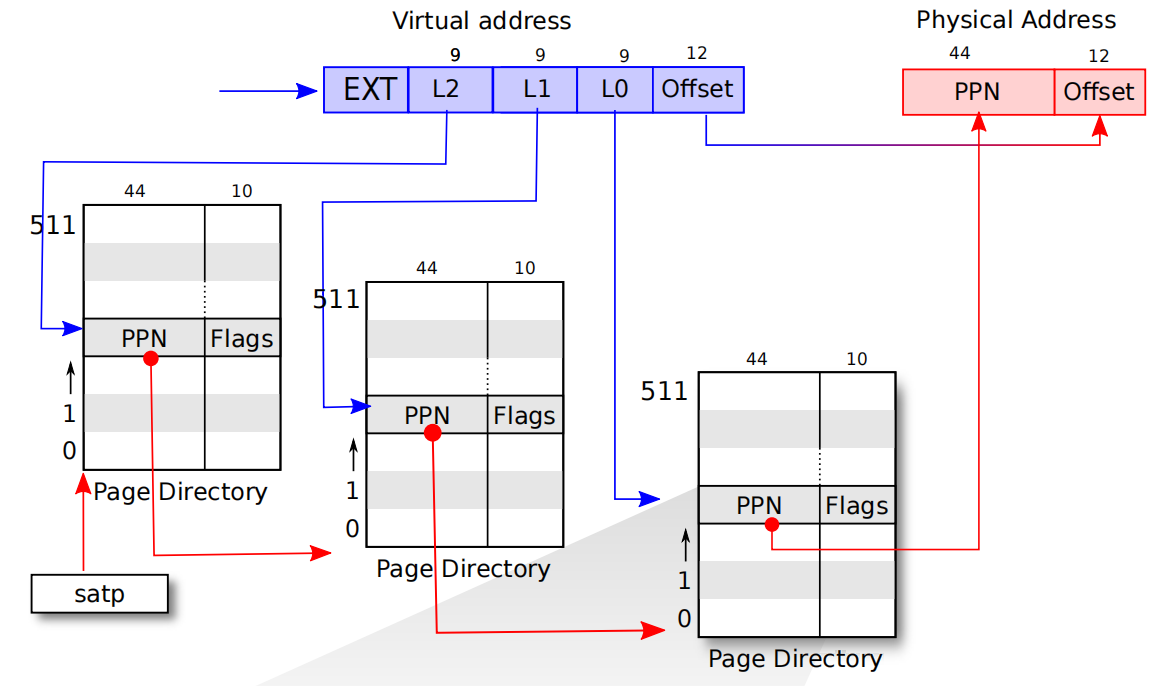 Virtual address
Physical Address
9 9 9 12
44 12
EXT L2 L1 L0 Offset
PPN Offset
44 10
511
PPN Flags
1
0
Page Directory
satp
44 10
511
PPN Flags
1
0
Page Directory
44 10
511
PPN Flags
1
0
Page Directory